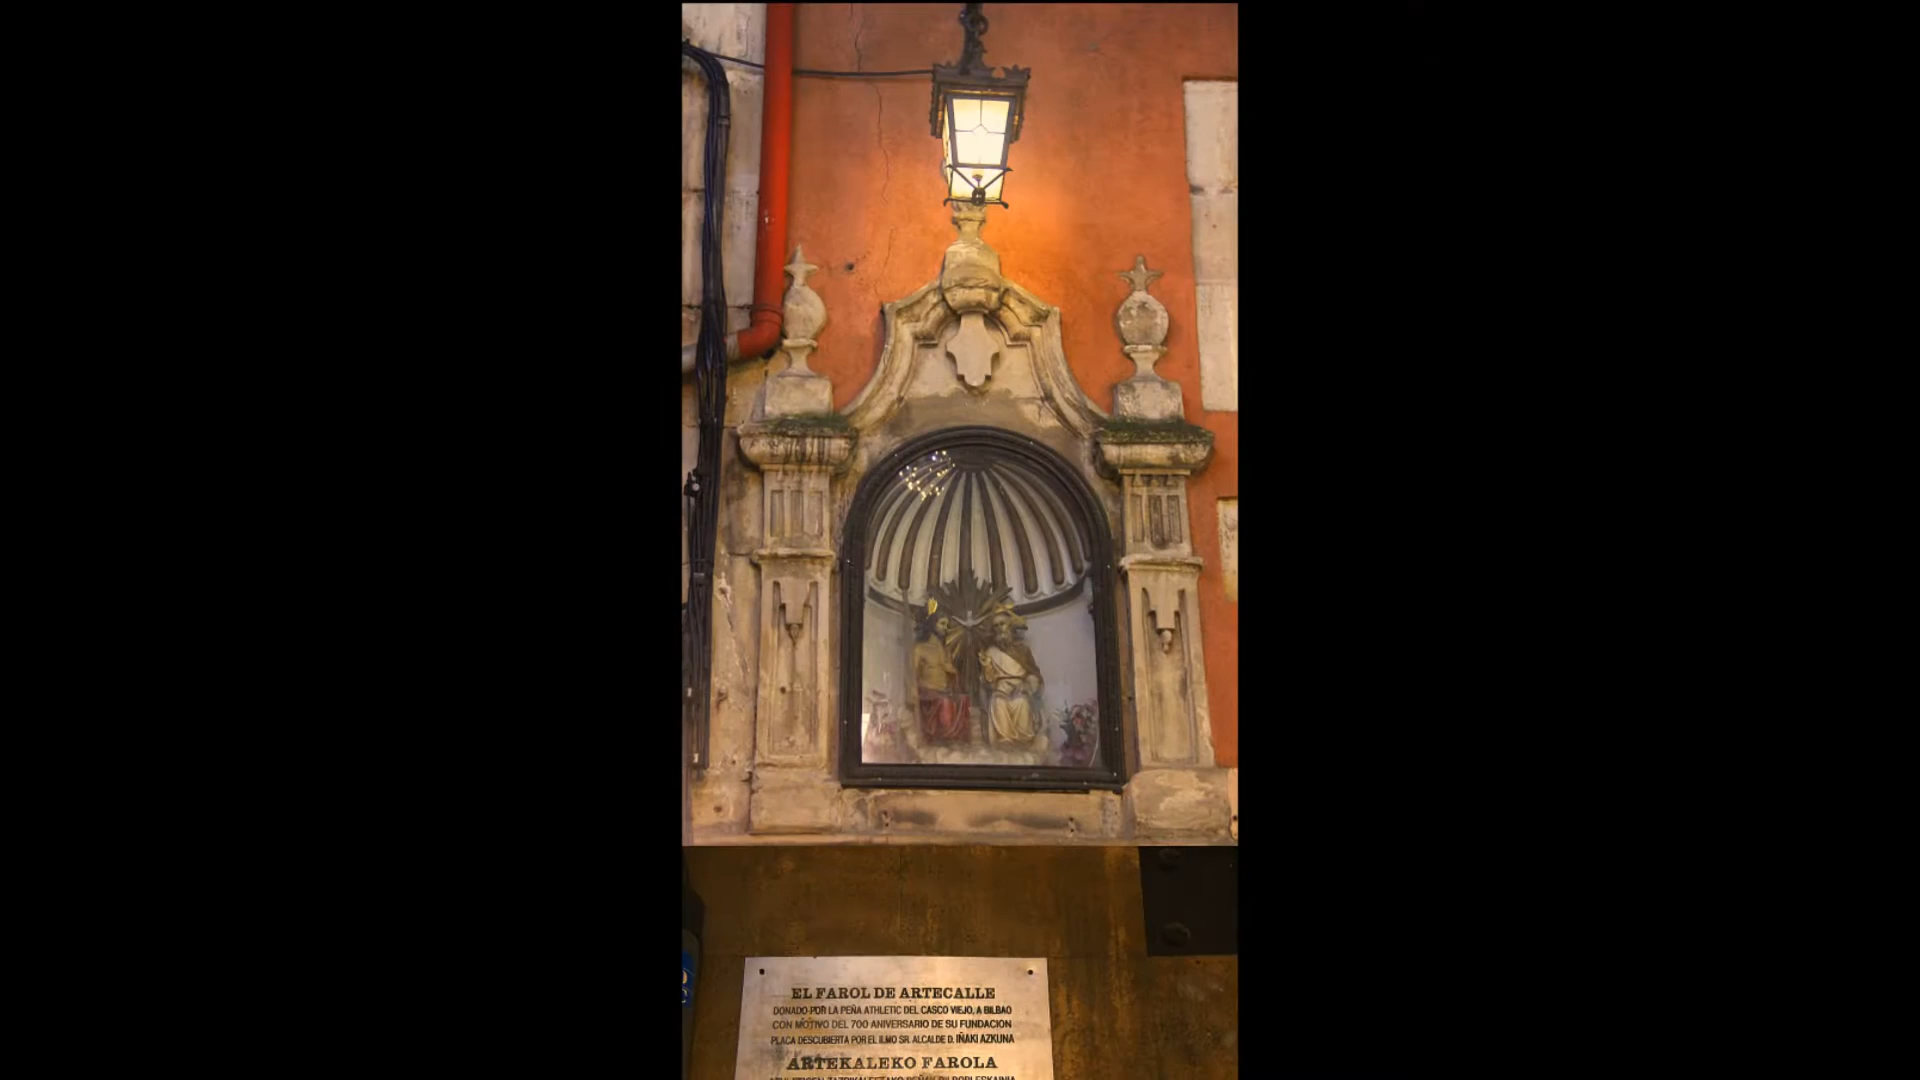 EL FAROL DE ARTECALLE
DONADO POR LA PEÑA ATHLETIC DEL CASCO VIEJO, A BILBAO
CON MOTIVO DEL 700 ANIVERSARIO DE SU FUNDACION
PLACA DESCUBIERTA POR EL ILMO SR. ALCALDE D. IÑAKI AZKUNA
ARTEKALEKO FAROLA